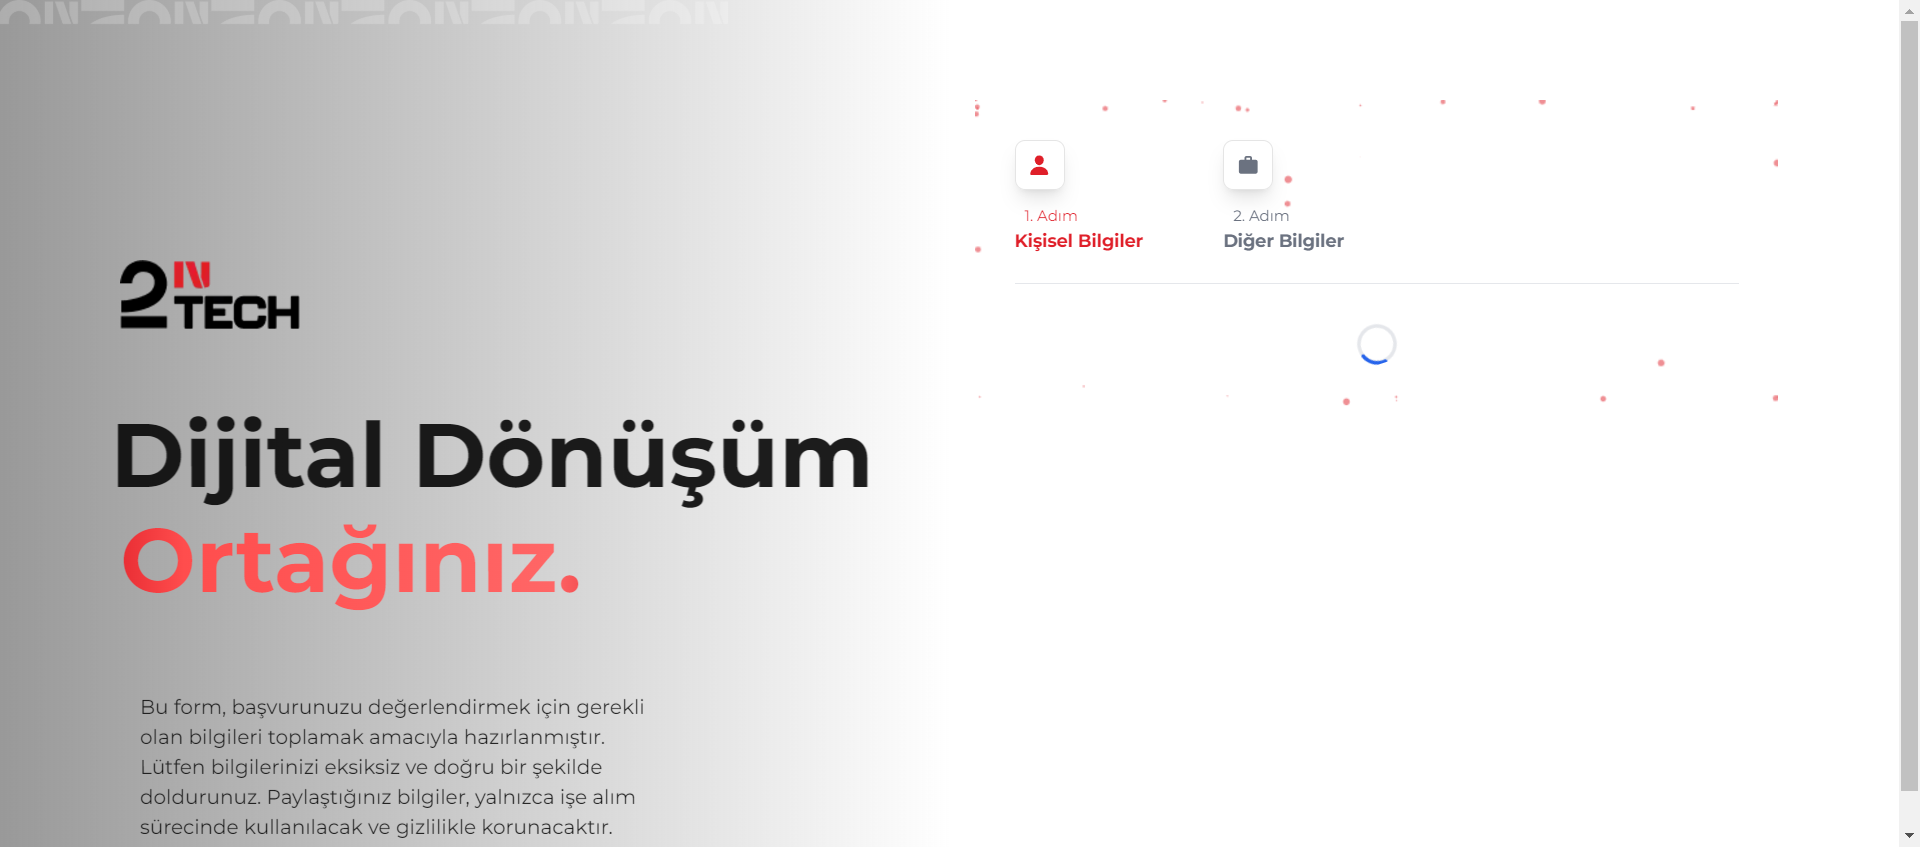 2 IN
TECH
Dijital Dönüşüm
Ortağınız.
Bu form, başvurunuzu değerlendirmek için gerekli
olan bilgileri toplamak amacıyla hazırlanmıştır.
Lütfen bilgilerinizi eksiksiz ve doğru bir şekilde
doldurunuz. Paylaştığınız bilgiler, yalnızca işe alım
sürecinde kullanılacak ve gizlilikle korunacaktır.
1. Adım
Kişisel Bilgiler
2. Adım
Diğer Bilgiler